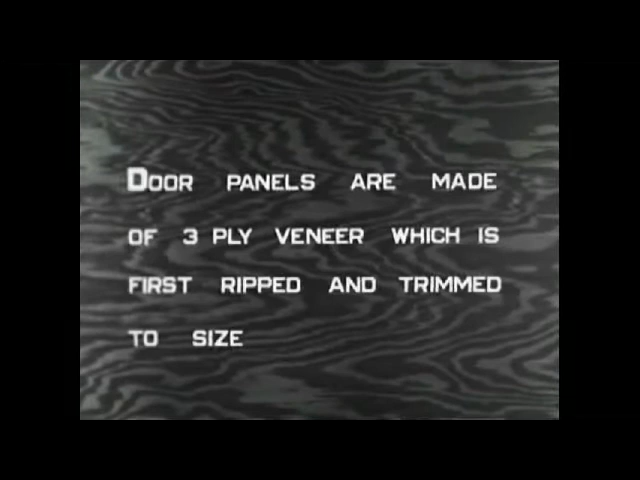 DOOR PANELS ARE MADE
OF 3 PLY VENEER WHICH IS
FIRST RIPPED AND TRIMMED
TO SIZE